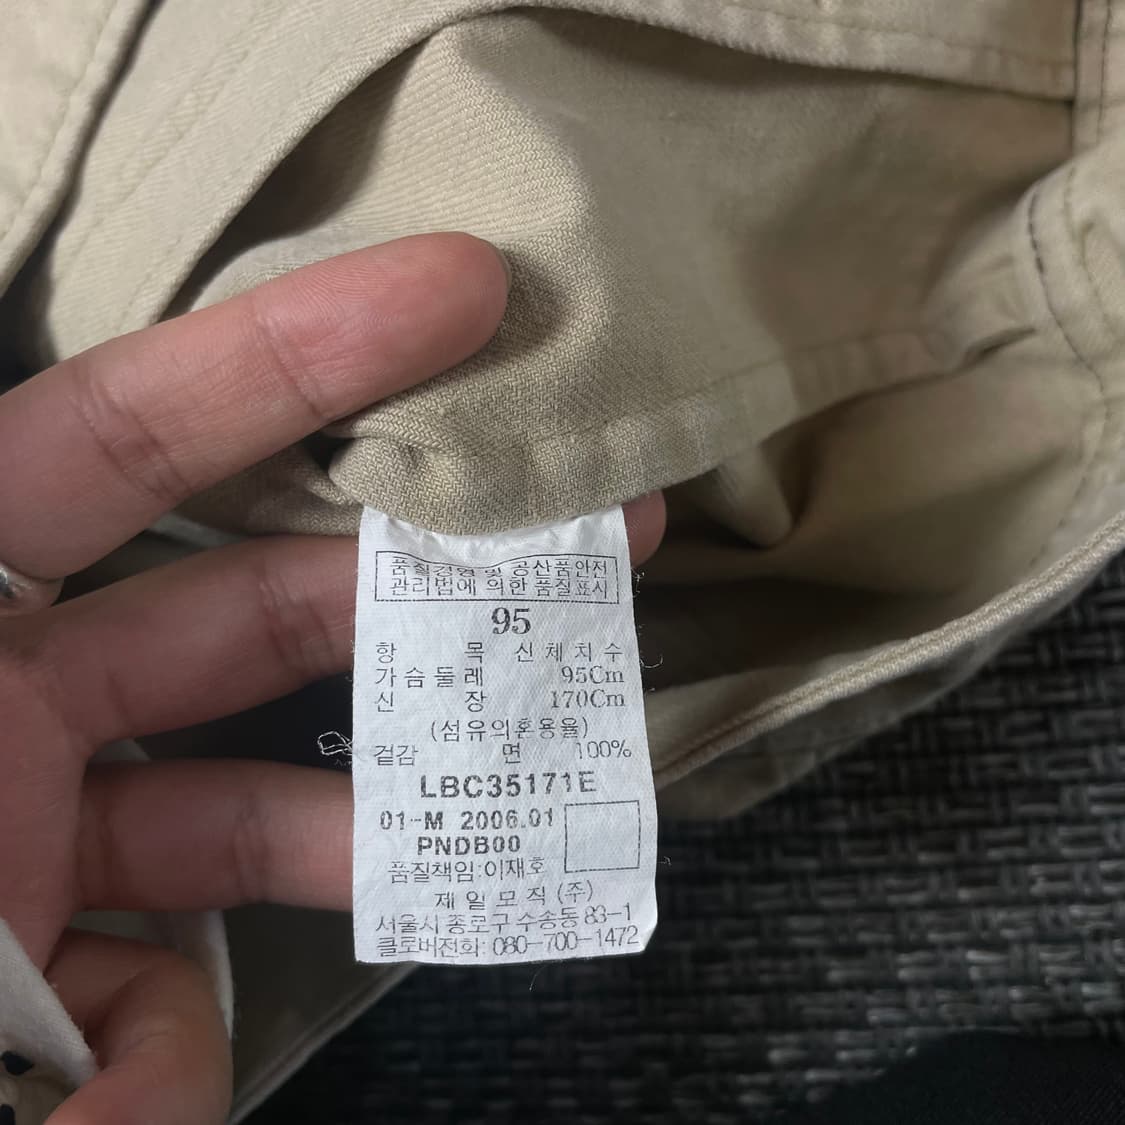 품질경영 및 공산품안전
관리법에 의한 품질표시
95
항 목 신체치수
가슴둘레 95Cm
신 장 170Cm
(섬유의혼용율)
겉감 면 100%
LBC35171E
01-M 2006.01
PNDB00
품질책임:이재호
제일모직(주)
서울시종로구수송동83-1
클로버전화: 080-700-1472